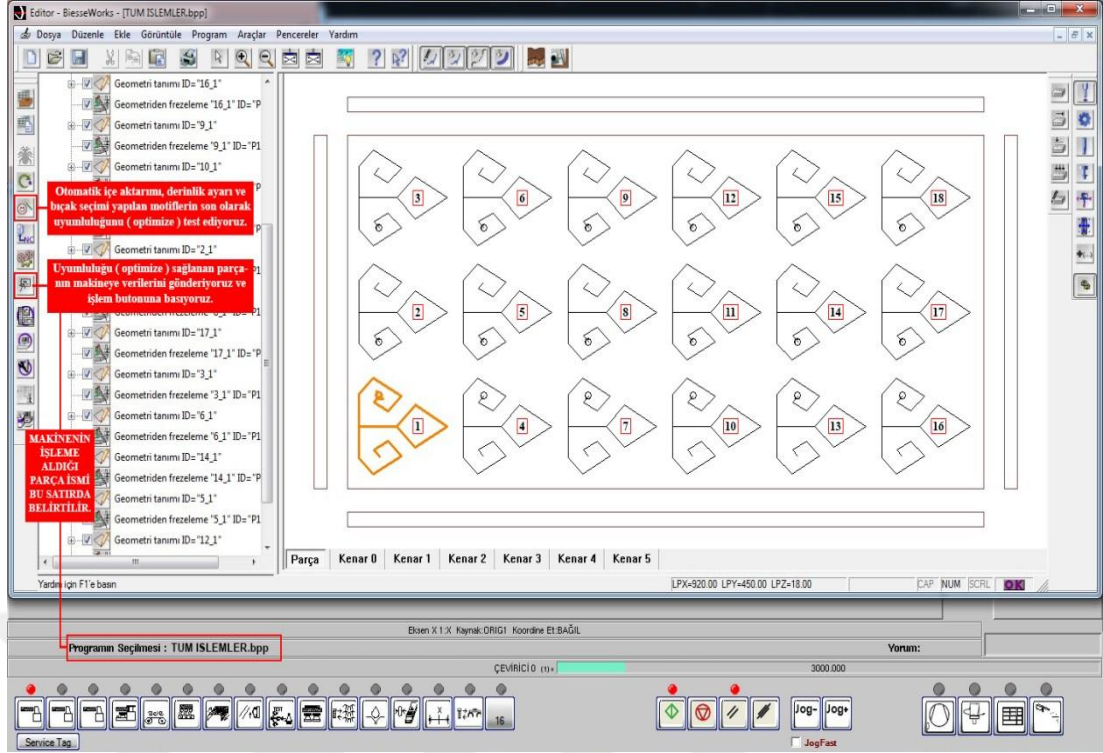 Editor - BiesseWorks - [TUM ISLEMLER.bpp]
Dosya Düzenle Ekle Görüntüle Program Araçlar Pencereler Yardım
Geometri tanımı ID="16_1"
Geometriden frezeleme "16_1" ID="P
Geometri tanımı ID="9_1"
Geometriden frezeleme "9_1" ID="P1
Geometri tanımı ID="10_1"
Otomatik içe aktarımı, derinlik ayarı ve
bıçak seçimi yapılan motiflerin son olarak
uyumluluğunu ( optimize ) test ediyoruz.
Geometri tanımı ID="2_1"
Uyumluluğu ( optimize ) sağlanan parça-
nın makineye verilerini gönderiyoruz ve
işlem butonuna basıyoruz.
Geometri tanımı ID="17_1"
Geometriden frezeleme "17_1" ID="P
Geometri tanımı ID="3_1"
Geometriden frezeleme "3_1" ID="P1
Geometri tanımı ID="6_1"
Geometriden frezeleme "6_1" ID="P1
Geometri tanımı ID="14_1"
Geometriden frezeleme "14_1" ID="P
Geometri tanımı ID="5_1"
Geometriden frezeleme "5_1" ID="P1
Geometri tanımı ID="12_1"
MAKİNENİN
İŞLEME
ALDIĞI
PARÇA İSMİ
BU SATIRDA
BELİRTİLİR.
3 6 9 12 15 18
2 5 8 11 14 17
1 4 7 10 13 16
Parça Kenar 0 Kenar 1 Kenar 2 Kenar 3 Kenar 4 Kenar 5
Yardım için F1'e basın
LPX=920.00 LPY=450.00 LPZ=18.00
CAP NUM SCRL OK
Eksen X 1:X Kaynak:ORIG1 Koordine Et:BAĞIL
Programın Seçilmesi : TUM ISLEMLER.bpp
Yorum:
ÇEVİRİCİ 0 (1)=
3000.000
16
Jog- Jog+
JogFast
Service Tag